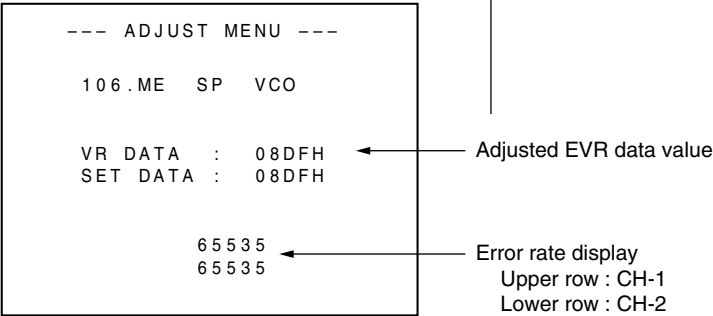 --- ADJUST MENU ---
106.ME SP VCO
VR DATA : 08DFH
SET DATA : 08DFH
65535
65535
Adjusted EVR data value
Error rate display
Upper row : CH-1
Lower row : CH-2